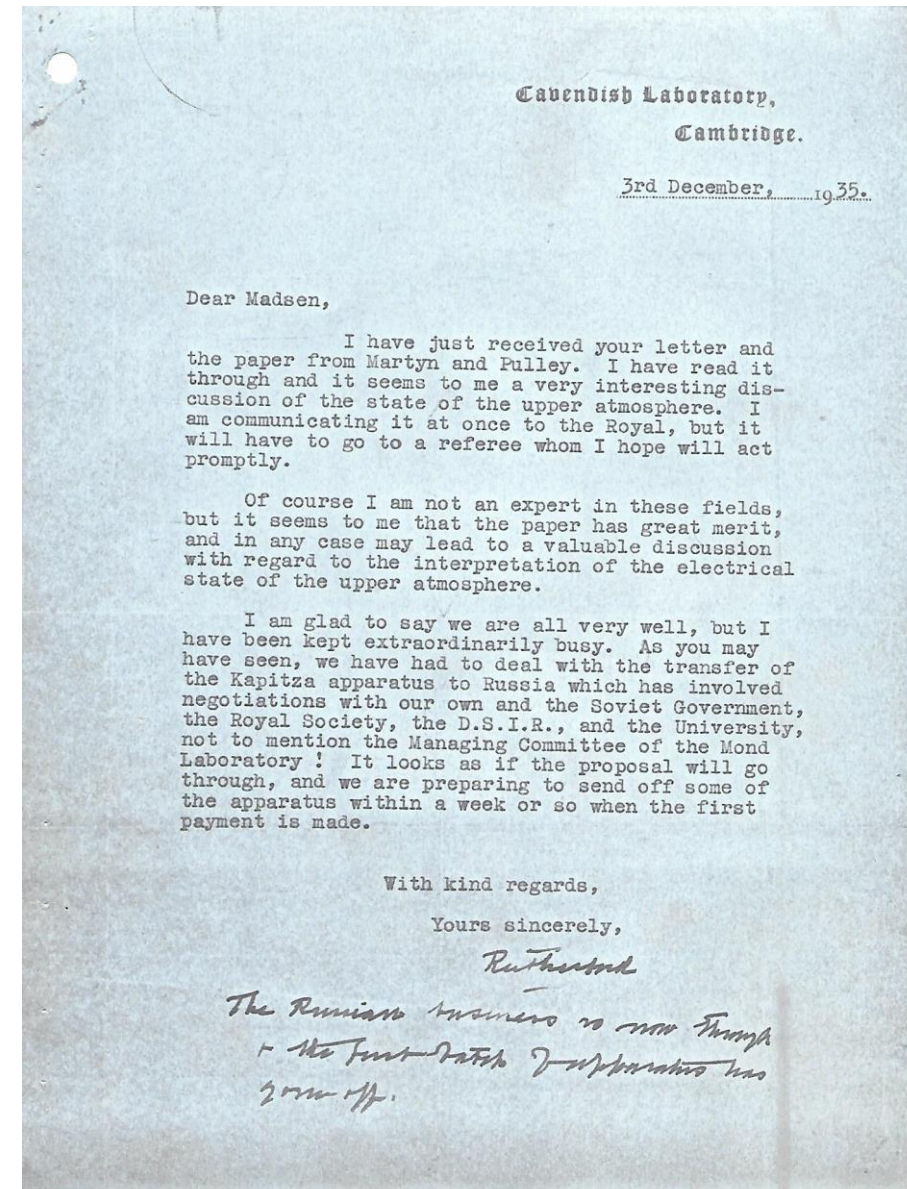 Cavendish Laboratory,
Cambridge.
3rd December, 1935.
Dear Madsen,
I have just received your letter and
the paper from Martyn and Pulley. I have read it
through and it seems to me a very interesting dis-
cussion of the state of the upper atmosphere. I
am communicating it at once to the Royal, but it
will have to go to a referee whom I hope will act
promptly.
Of course I am not an expert in these fields,
but it seems to me that the paper has great merit,
and in any case may lead to a valuable discussion
with regard to the interpretation of the electrical
state of the upper atmosphere.
I am glad to say we are all very well, but I
have been kept extraordinarily busy. As you may
have seen, we have had to deal with the transfer of
the Kapitza apparatus to Russia which has involved
negotiations with our own and the Soviet Government,
the Royal Society, the D.S.I.R., and the University,
not to mention the Managing Committee of the Mond
Laboratory ! It looks as if the proposal will go
through, and we are preparing to send off some of
the apparatus within a week or so when the first
payment is made.
With kind regards,
Yours sincerely,
Rutherford
The Russian business is now through
+ the first batch of apparatus has
gone off.